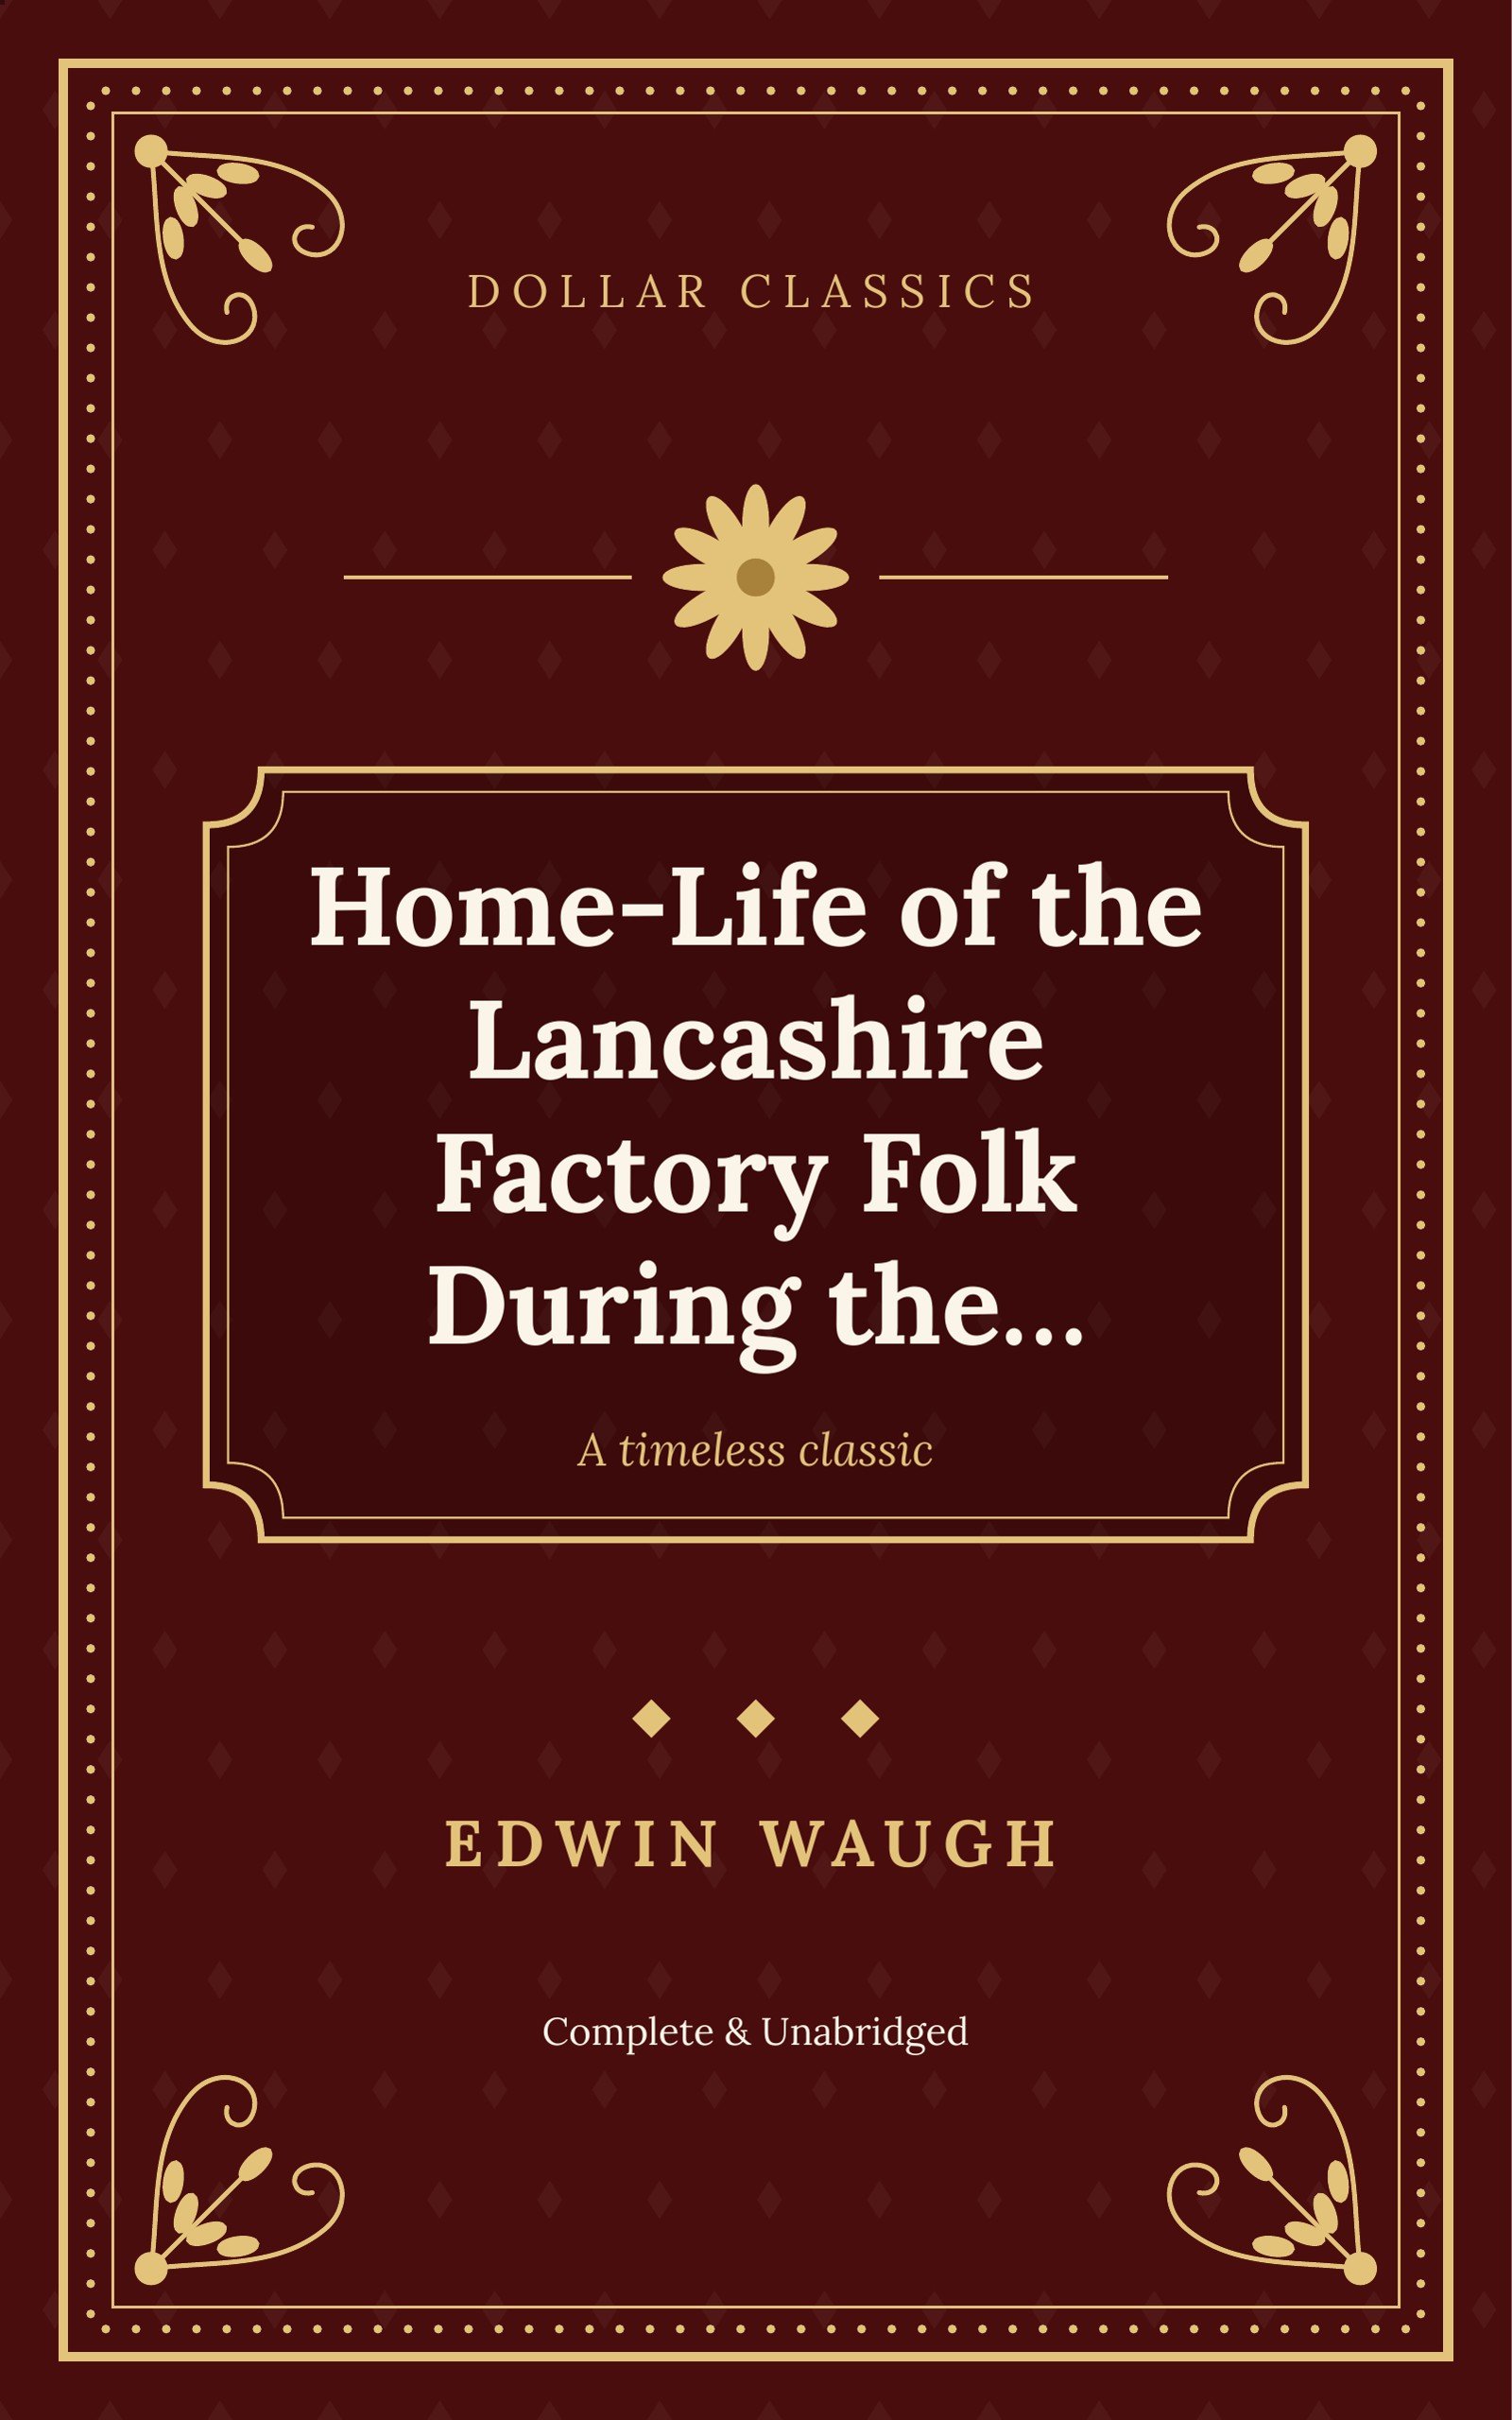 DOLLAR CLASSICS
Home-Life of the
Lancashire
Factory Folk
During the...
A timeless classic
EDWIN WAUGH
Complete & Unabridged